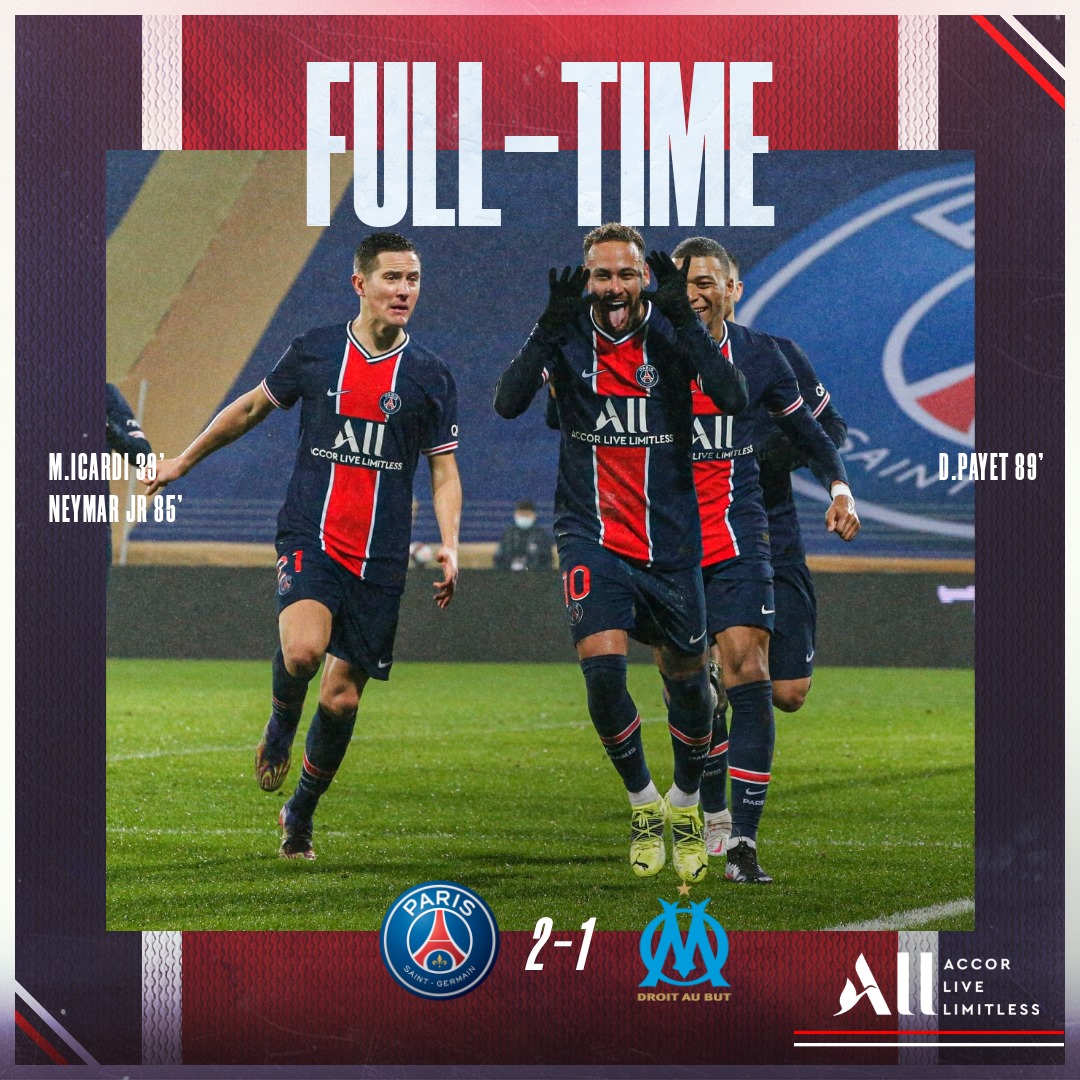 FULL-TIME
M.ICARDI 39'
NEYMAR JR 85'
D.PAYET 89'
SAINT
All
ACCOR LIVE LIMITLESS
All
LIVE LIMITLESS
21
10
PARIS
SAINT-GERMAIN
2-1
DROIT AU BUT
All
ACCOR
LIVE
LIMITLESS